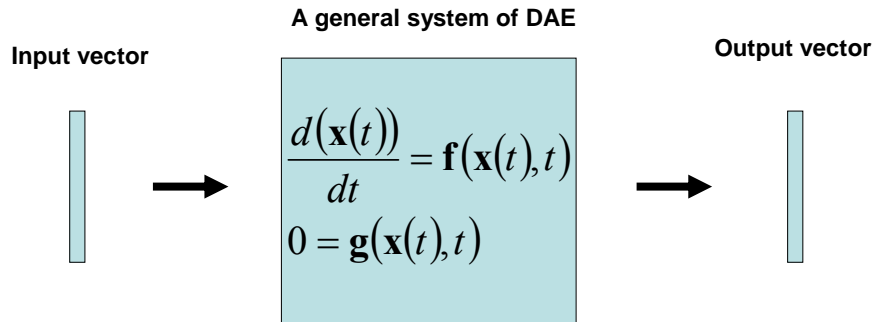 A general system of DAE
Input vector
Output vector
d(x(t))
dt
= f(x(t),t)
0 = g(x(t),t)